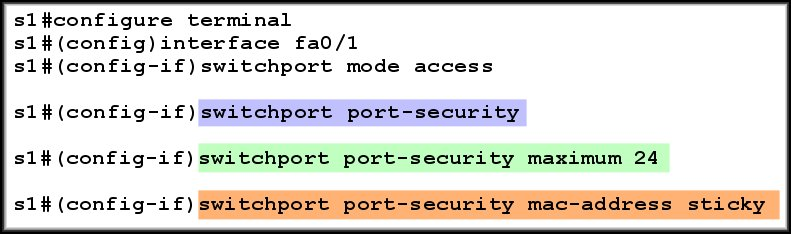 s1#configure terminal
s1#(config)interface fa0/1
s1#(config-if)switchport mode access
s1#(config-if)switchport port-security
s1#(config-if)switchport port-security maximum 24
s1#(config-if)switchport port-security mac-address sticky